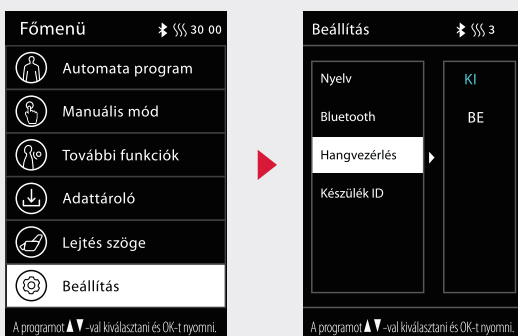 Főmenü 30 00
Automata program
Manuális mód
További funkciók
Adattároló
Lejtés szöge
Beállítás
A programot ▲▼-val kiválasztani és OK-t nyomni.
Beállítás 3
Nyelv
Bluetooth
Hangvezérlés
Készülék ID
KI
BE
A programot ▲▼-val kiválasztani és OK-t nyomni.